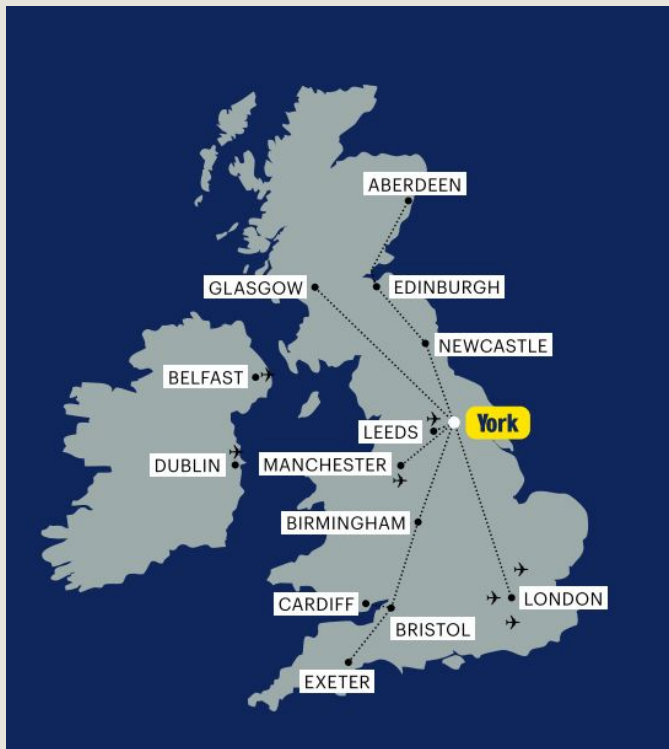 ABERDEEN
GLASGOW
EDINBURGH
NEWCASTLE
BELFAST
York
LEEDS
DUBLIN
MANCHESTER
BIRMINGHAM
CARDIFF
LONDON
BRISTOL
EXETER